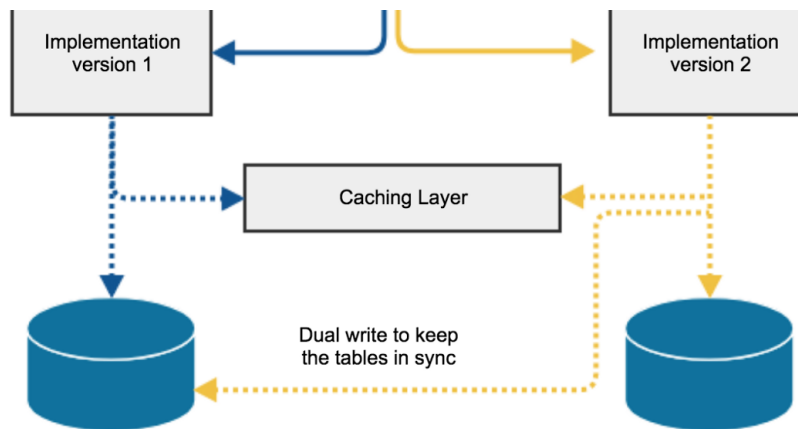 Implementation
version 1
Implementation
version 2
Caching Layer
Dual write to keep
the tables in sync